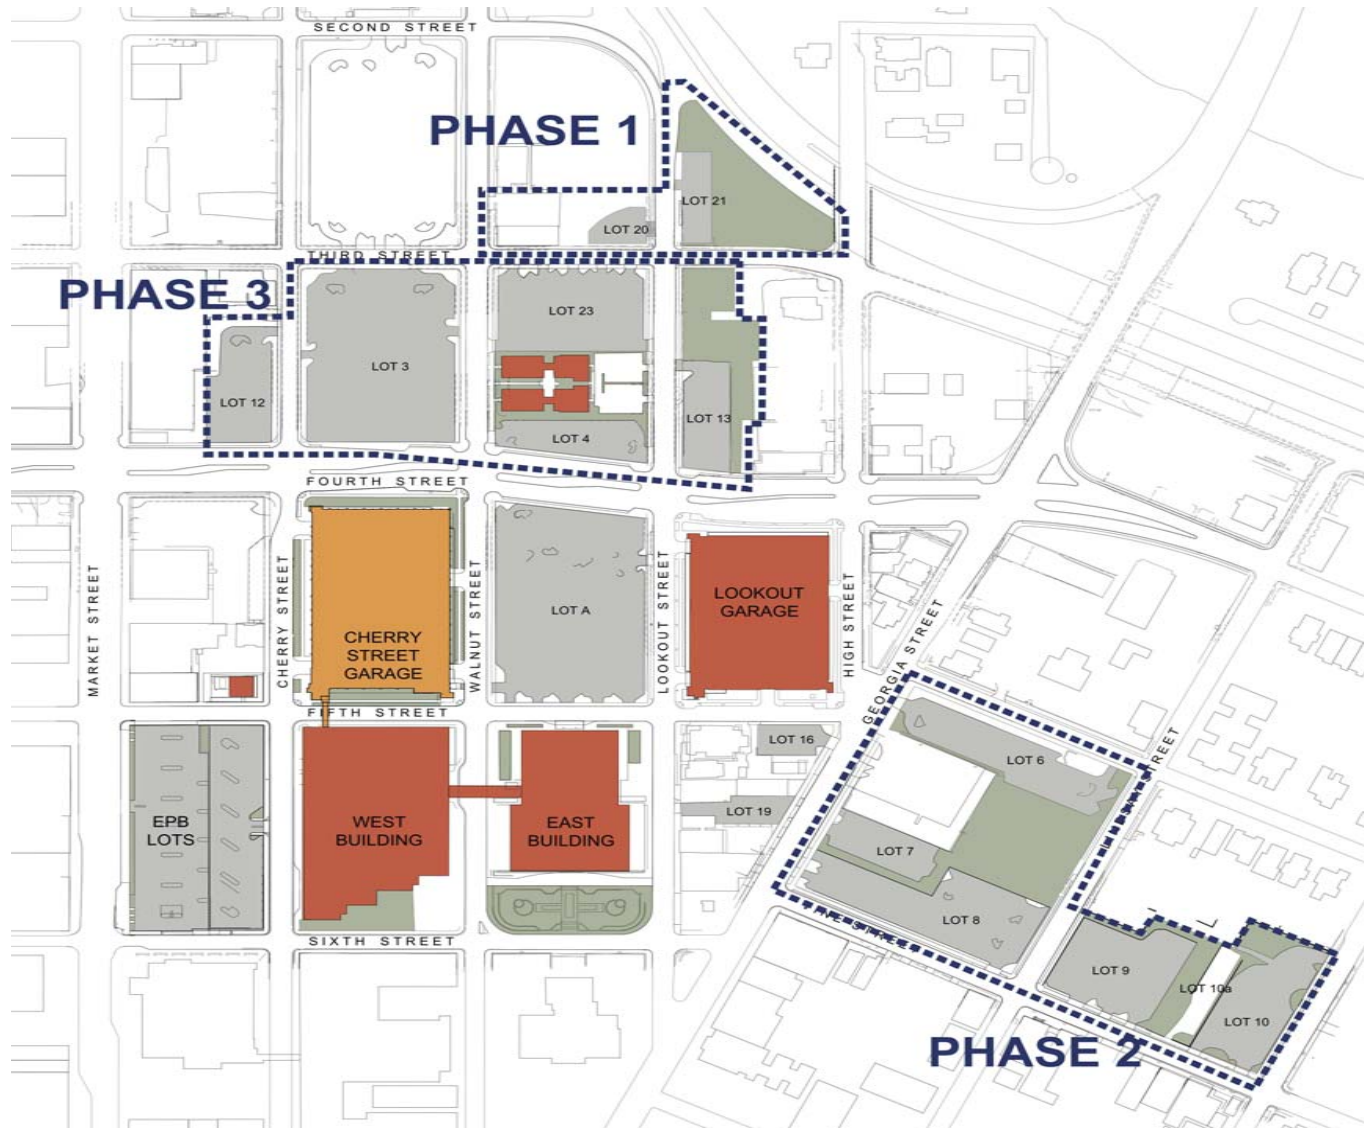 SECOND STREET
PHASE 1
LOT 21
LOT 20
THIRD STREET
PHASE 3
LOT 23
LOT 3
LOT 12
LOT 13
LOT 4
FOURTH STREET
MARKET STREET
CHERRY STREET
CHERRY
STREET
GARAGE
WALNUT STREET
LOT A
LOOKOUT STREET
LOOKOUT
GARAGE
HIGH STREET
GEORGIA STREET
FIFTH STREET
LOT 16
LOT 6
STREET
EPB
LOTS
WEST
BUILDING
EAST
BUILDING
LOT 19
LOT 7
LOT 8
STREET
SIXTH STREET
LOT 9
LOT 10a
LOT 10
PHASE 2